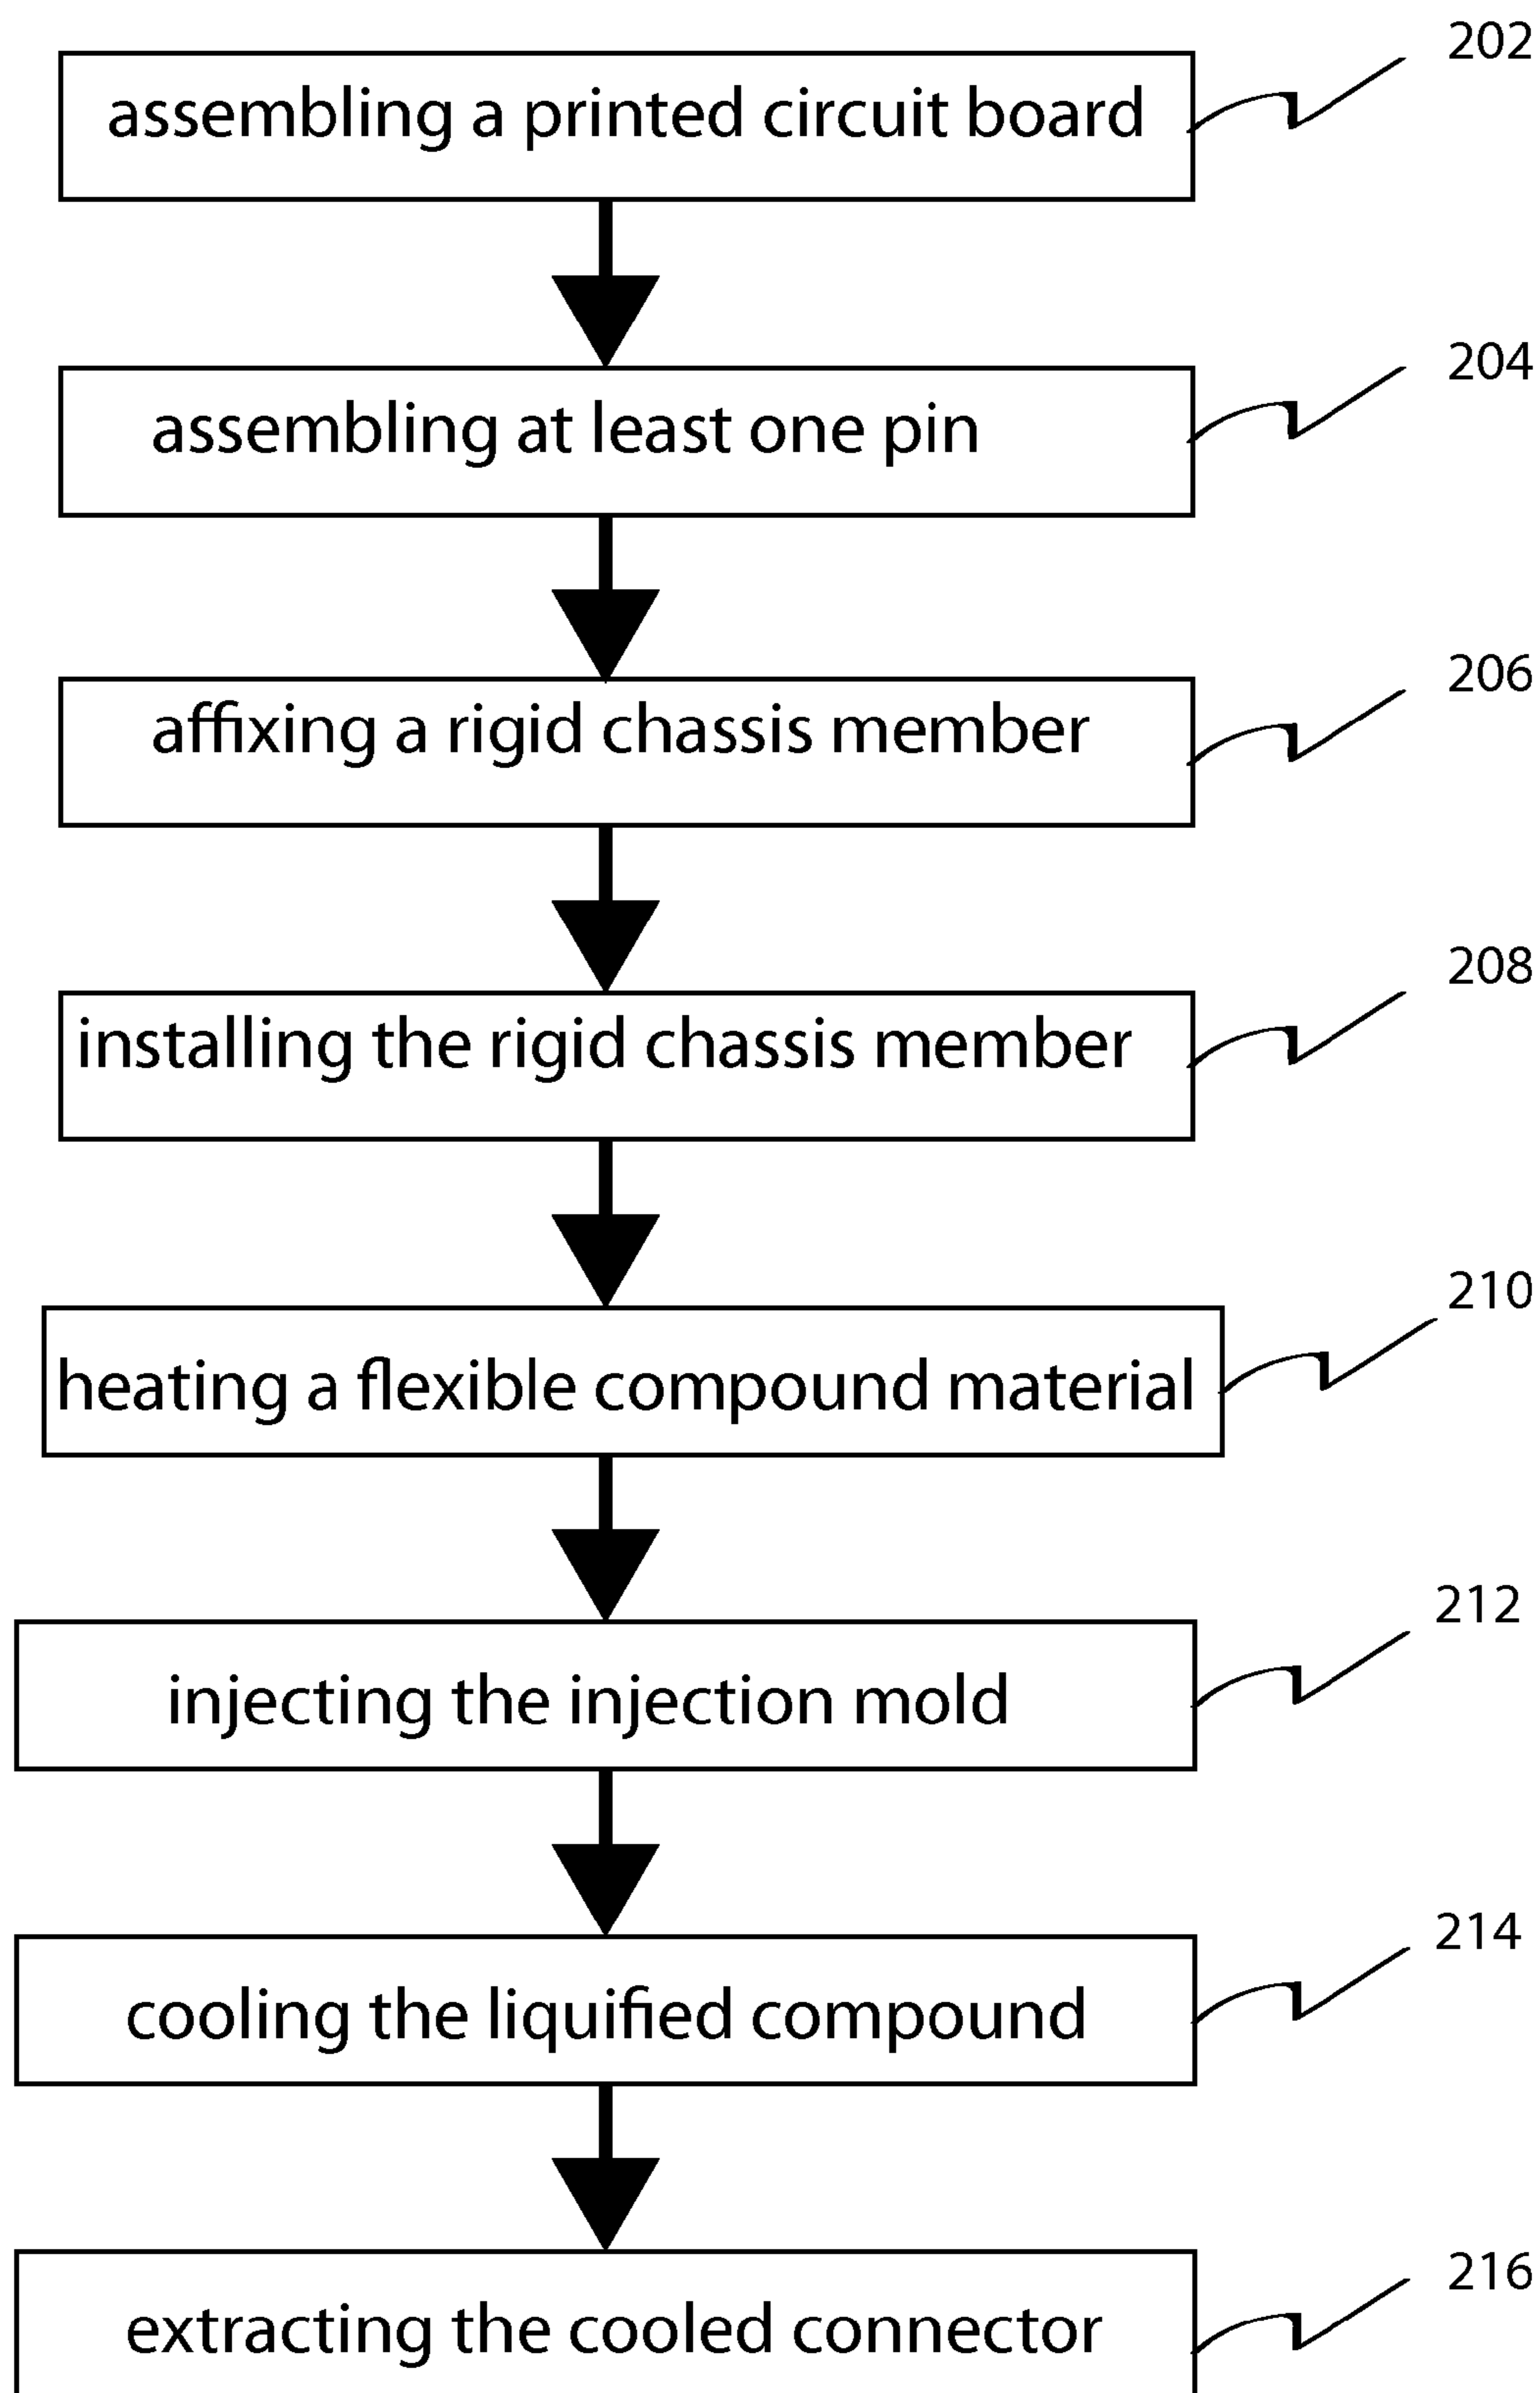 202
assembling a printed circuit board
204
assembling at least one pin
206
affixing a rigid chassis member
208
installing the rigid chassis member
210
heating a flexible compound material
212
injecting the injection mold
214
cooling the liquified compound
216
extracting the cooled connector